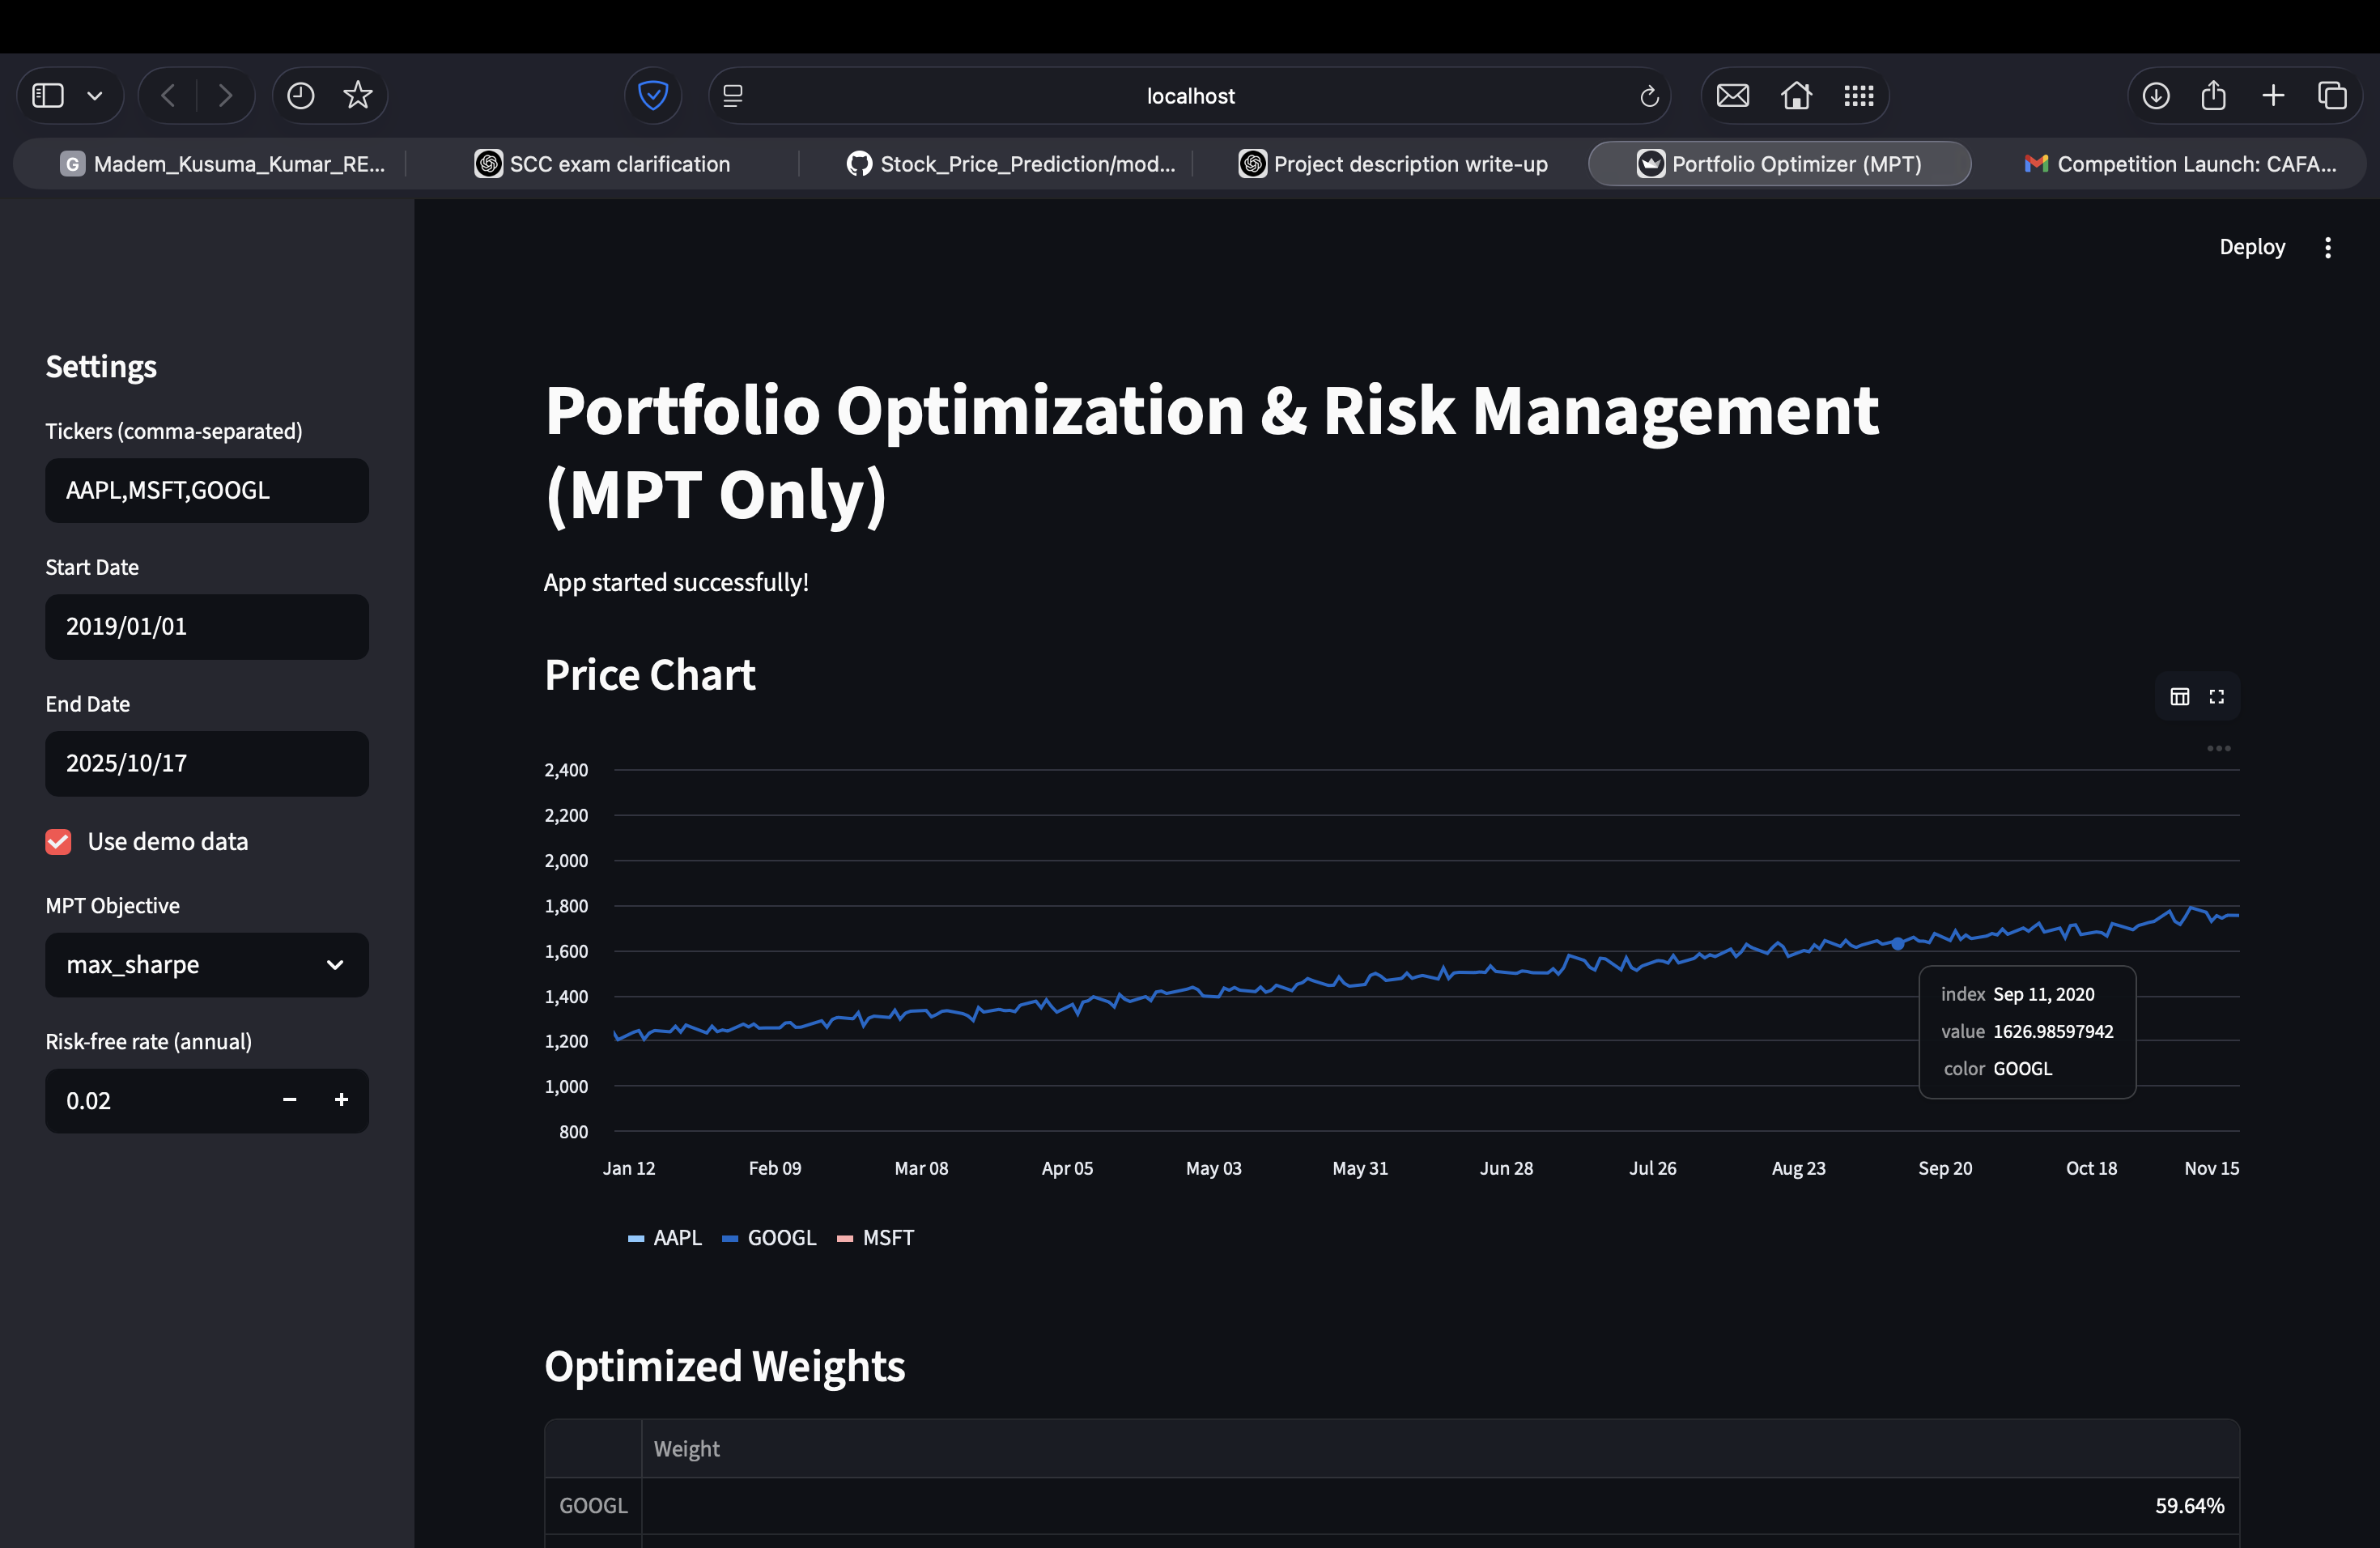 localhost
Madem_Kusuma_Kumar_RE...
SCC exam clarification
Stock_Price_Prediction/mod...
Project description write-up
Portfolio Optimizer (MPT)
Competition Launch: CAFA...
Deploy
Settings
Tickers (comma-separated)
AAPL,MSFT,GOOGL
Start Date
2019/01/01
End Date
2025/10/17
Use demo data
MPT Objective
max_sharpe
Risk-free rate (annual)
0.02
Portfolio Optimization & Risk Management
(MPT Only)
App started successfully!
Price Chart
2,400
2,200
2,000
1,800
1,600
1,400
1,200
1,000
800
index Sep 11, 2020
value 1626.98597942
color GOOGL
Jan 12 Feb 09 Mar 08 Apr 05 May 03 May 31 Jun 28 Jul 26 Aug 23 Sep 20 Oct 18 Nov 15
AAPL GOOGL MSFT
Optimized Weights
Weight
GOOGL 59.64%